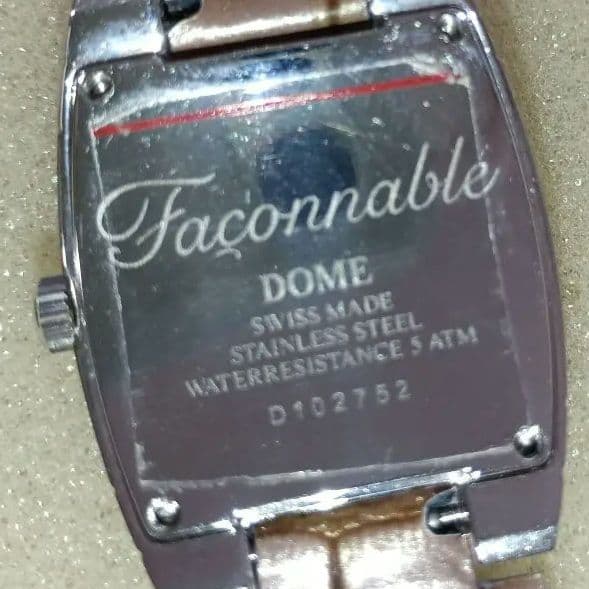 Façonnable
DOME
SWISS MADE
STAINLESS STEEL
WATERRESISTANCE 5 ATM
D102752